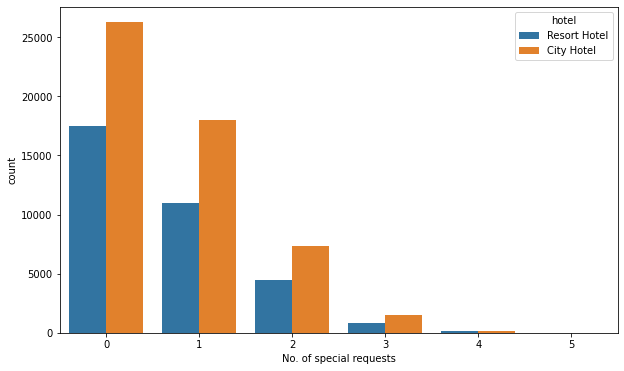 hotel
Resort Hotel
City Hotel
25000
20000
15000
10000
5000
0
count
0 1 2 3 4 5
No. of special requests